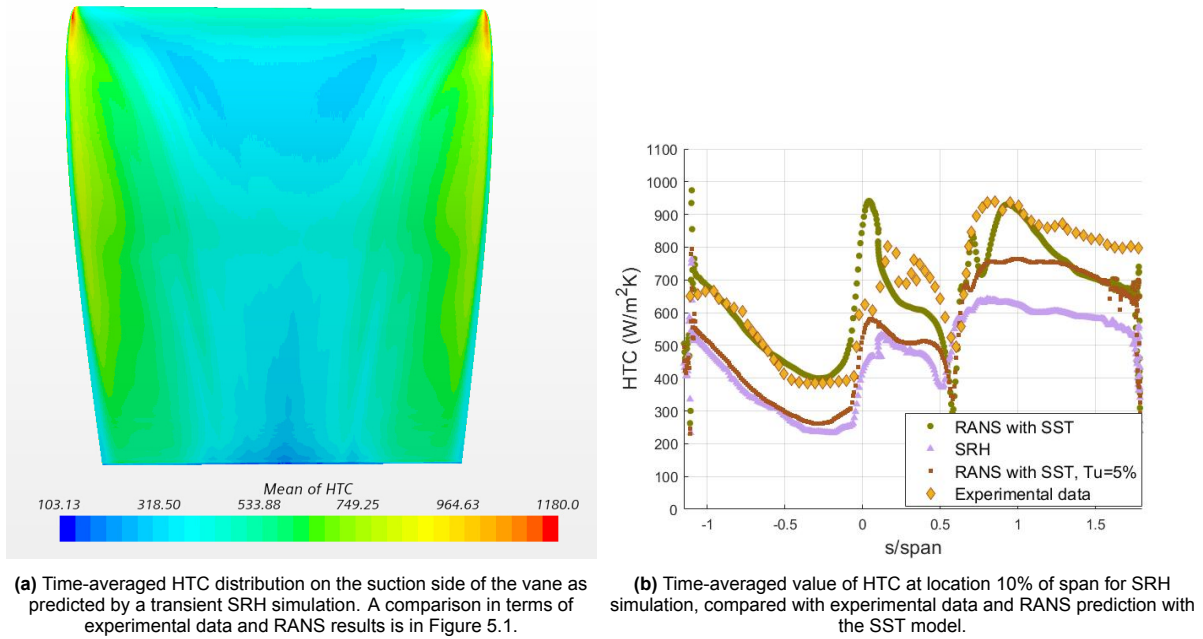 Mean of HTC
103.13 318.50 533.88 749.25 964.63 1180.0
(a) Time-averaged HTC distribution on the suction side of the vane as
predicted by a transient SRH simulation. A comparison in terms of
experimental data and RANS results is in Figure 5.1.
1100
1000
900
800
700
600
500
400
300
200
100
0
HTC (W/m²K)
RANS with SST
SRH
RANS with SST, Tu=5%
Experimental data
-1 -0.5 0 0.5 1 1.5
s/span
(b) Time-averaged value of HTC at location 10% of span for SRH
simulation, compared with experimental data and RANS prediction with
the SST model.